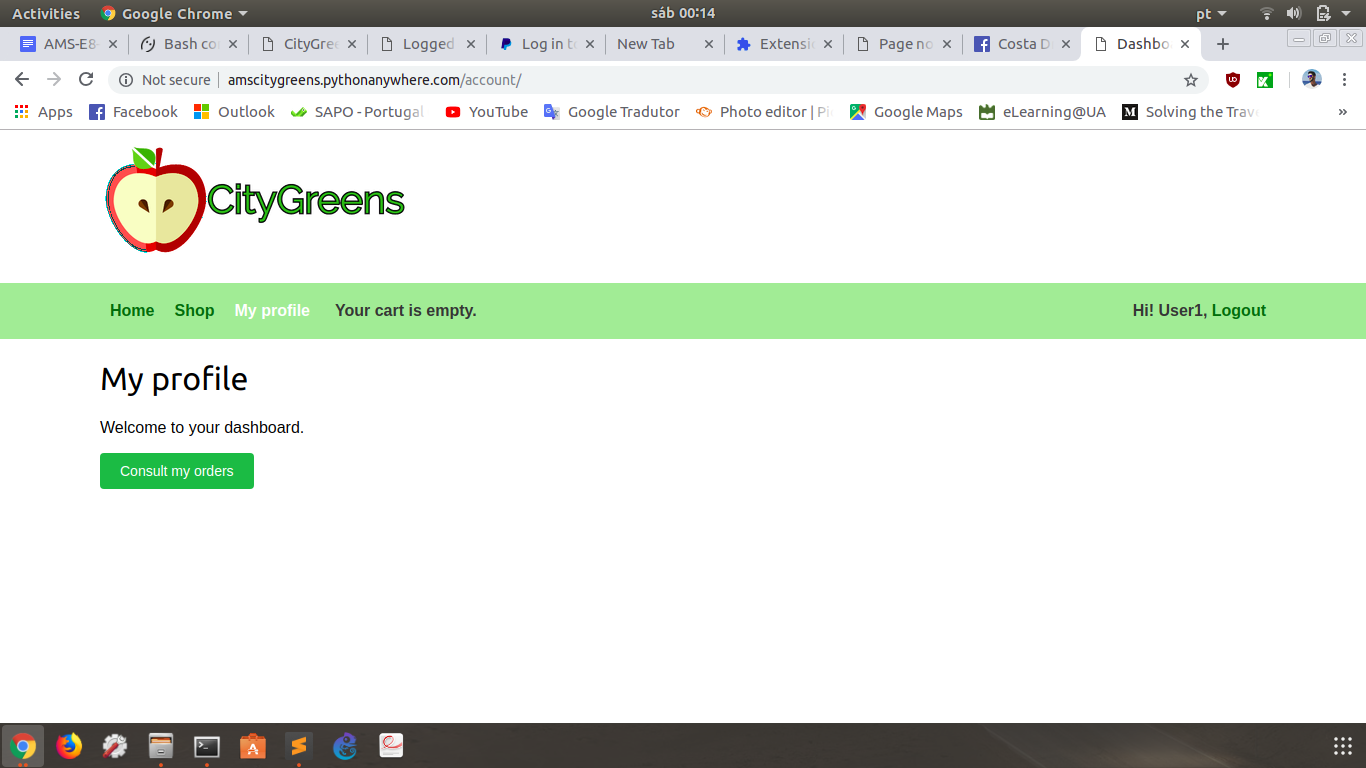 Activities Google Chrome sáb 00:14 pt
AMS-E8- Bash co CityGree Logged Log in t New Tab Extensi Page no Costa D Dashbo
Not secure amscitygreens.pythonanywhere.com/account/
Apps Facebook Outlook SAPO - Portugal YouTube Google Tradutor Photo editor | Pi Google Maps eLearning@UA M Solving the Trav »
CityGreens
Home Shop My profile Your cart is empty. Hi! User1, Logout
My profile
Welcome to your dashboard.
Consult my orders